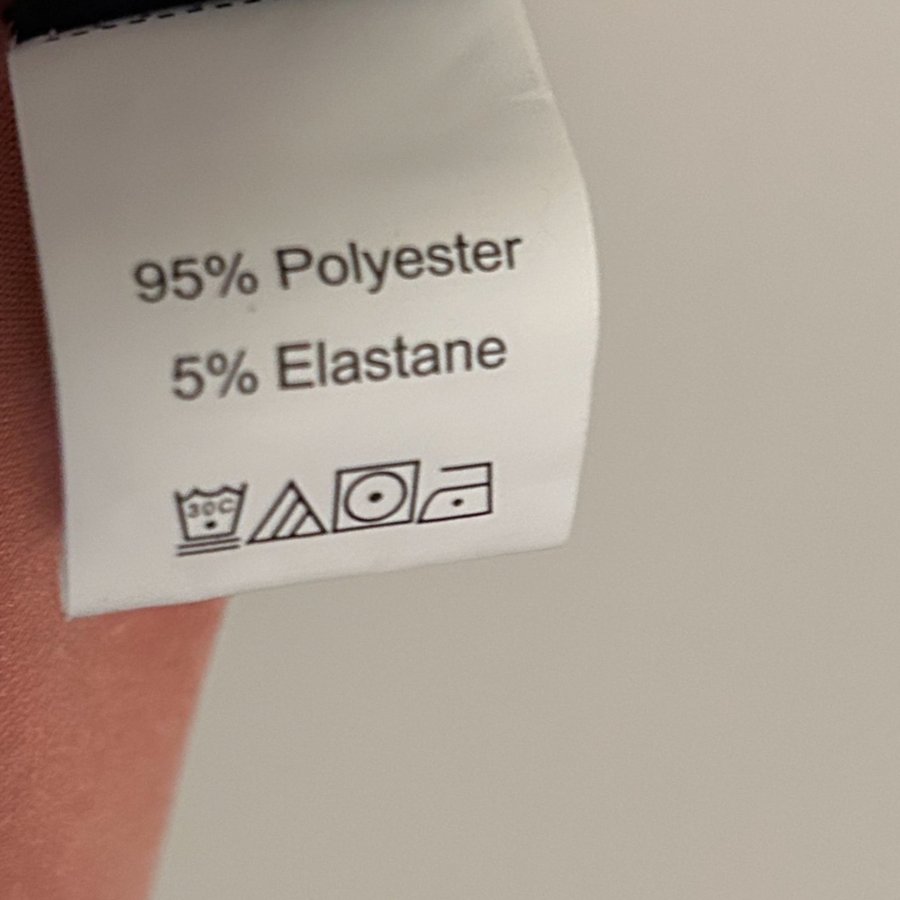 95% Polyester
5% Elastane
30C